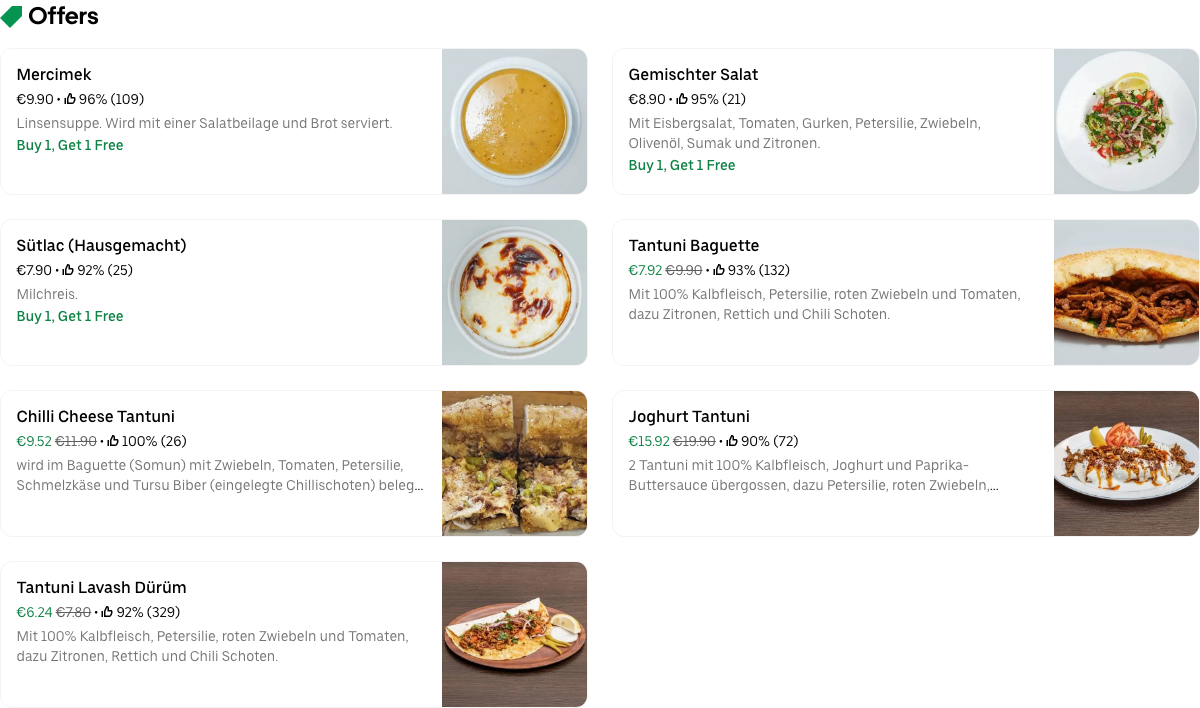 Offers
Mercimek
€9.90 • 96% (109)
Linsensuppe. Wird mit einer Salatbeilage und Brot serviert.
Buy 1, Get 1 Free
Gemischter Salat
€8.90 • 95% (21)
Mit Eisbergsalat, Tomaten, Gurken, Petersilie, Zwiebeln,
Olivenöl, Sumak und Zitronen.
Buy 1, Get 1 Free
Sütlac (Hausgemacht)
€7.90 • 92% (25)
Milchreis.
Buy 1, Get 1 Free
Tantuni Baguette
€7.92 €9.90 • 93% (132)
Mit 100% Kalbfleisch, Petersilie, roten Zwiebeln und Tomaten,
dazu Zitronen, Rettich und Chili Schoten.
Chilli Cheese Tantuni
€9.52 €11.90 • 100% (26)
wird im Baguette (Somun) mit Zwiebeln, Tomaten, Petersilie,
Schmelzkäse und Tursu Biber (eingelegte Chillischoten) beleg...
Joghurt Tantuni
€15.92 €19.90 • 90% (72)
2 Tantuni mit 100% Kalbfleisch, Joghurt und Paprika-
Buttersauce übergossen, dazu Petersilie, roten Zwiebeln,...
Tantuni Lavash Dürüm
€6.24 €7.80 • 92% (329)
Mit 100% Kalbfleisch, Petersilie, roten Zwiebeln und Tomaten,
dazu Zitronen, Rettich und Chili Schoten.